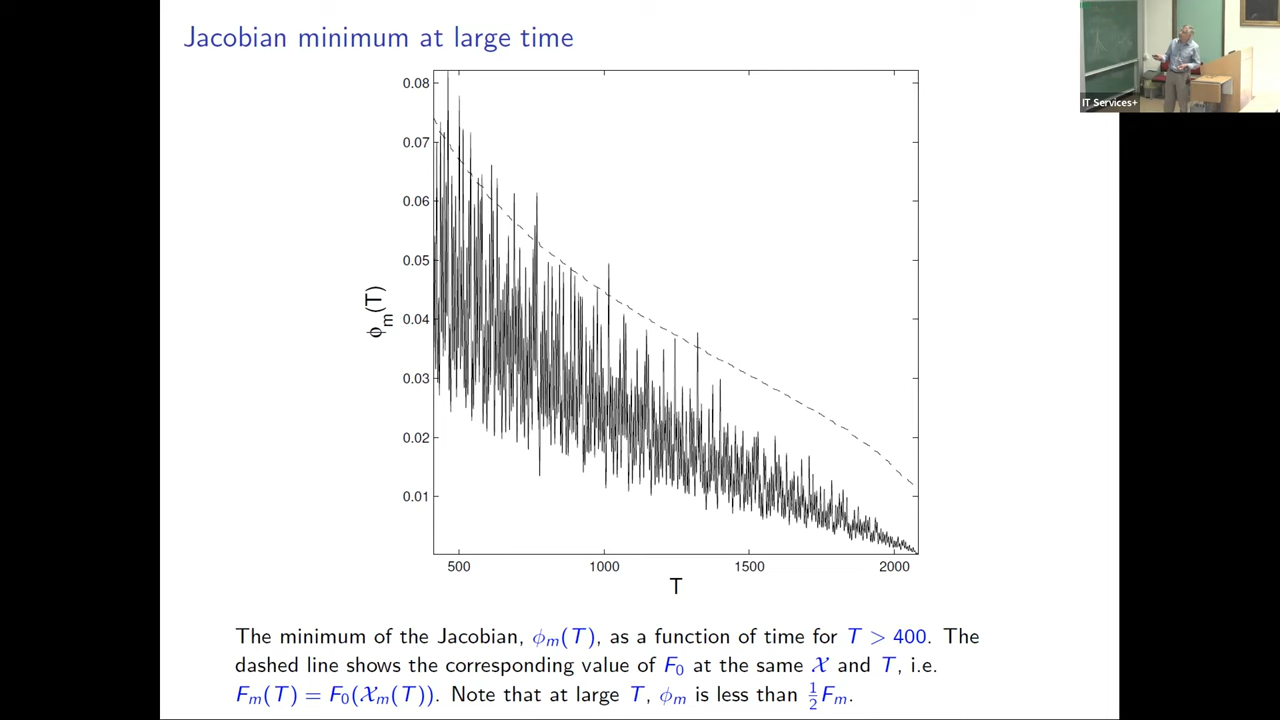 Jacobian minimum at large time
IT Services+
0.08
0.07
0.06
0.05
0.04
0.03
0.02
0.01
ϕm(T)
500 1000 1500 2000
T
The minimum of the Jacobian, ϕm(T), as a function of time for T > 400. The
dashed line shows the corresponding value of F0 at the same 𝒳 and T, i.e.
Fm(T) = F0(𝒳m(T)). Note that at large T, ϕm is less than ½Fm.